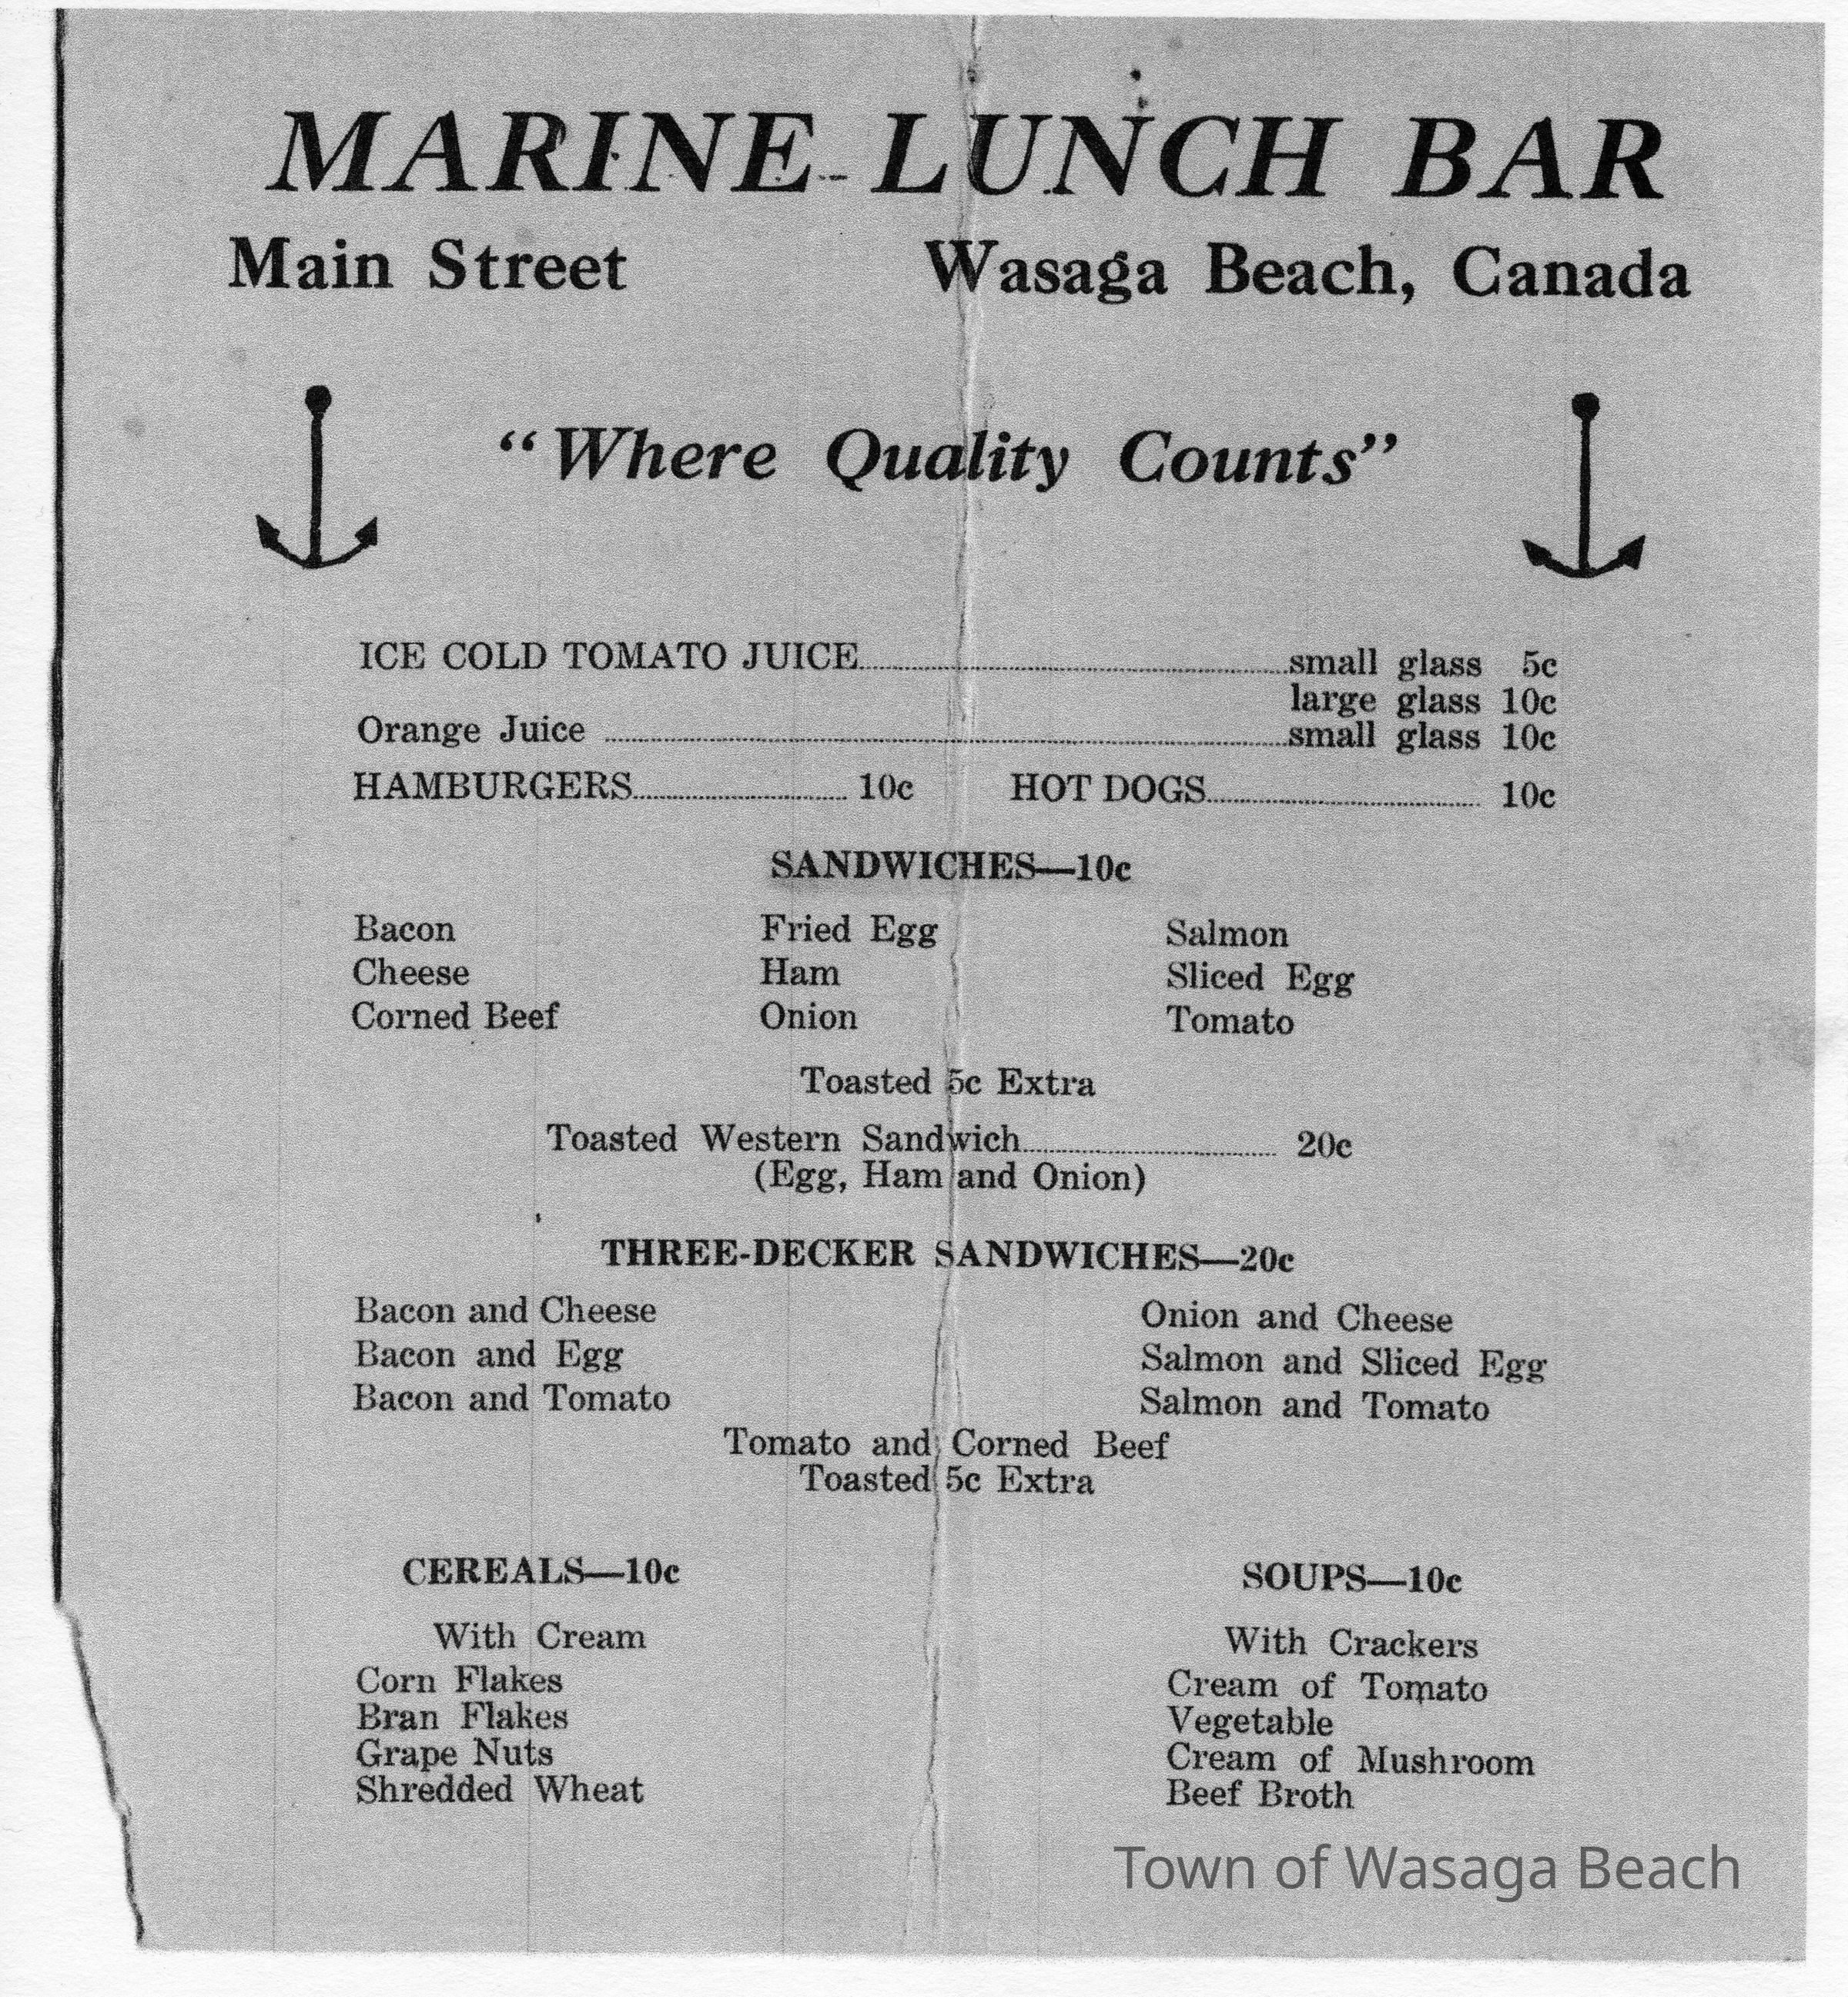 MARINE LUNCH BAR
Main Street Wasaga Beach, Canada
“Where Quality Counts”
ICE COLD TOMATO JUICE small glass 5c
large glass 10c
Orange Juice small glass 10c
HAMBURGERS 10c HOT DOGS 10c
SANDWICHES—10c
Bacon Fried Egg Salmon
Cheese Ham Sliced Egg
Corned Beef Onion Tomato
Toasted 5c Extra
Toasted Western Sandwich 20c
(Egg, Ham and Onion)
THREE-DECKER SANDWICHES—20c
Bacon and Cheese Onion and Cheese
Bacon and Egg Salmon and Sliced Egg
Bacon and Tomato Salmon and Tomato
Tomato and Corned Beef
Toasted 5c Extra
CEREALS—10c
With Cream
Corn Flakes
Bran Flakes
Grape Nuts
Shredded Wheat
SOUPS—10c
With Crackers
Cream of Tomato
Vegetable
Cream of Mushroom
Beef Broth
Town of Wasaga Beach